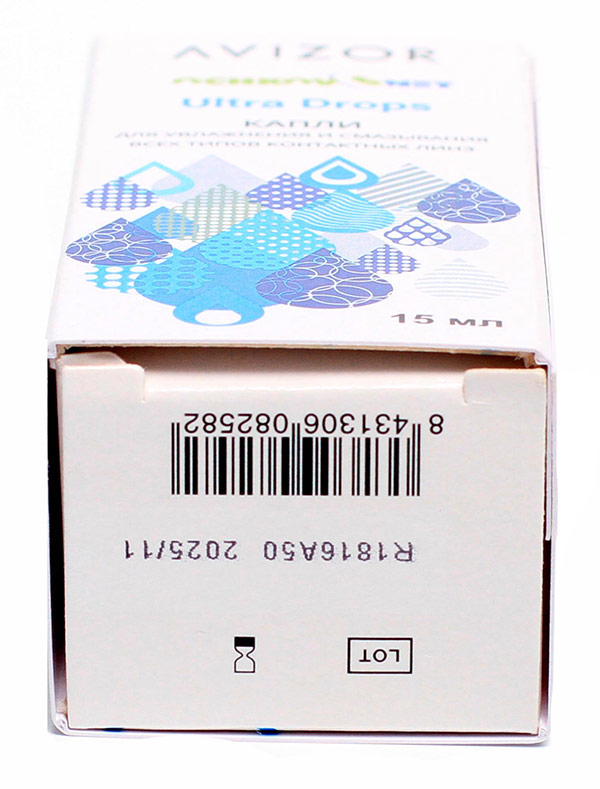 AVIZOR
Ultra Drops
КАПЛИ
ДЛЯ УВЛАЖНЕНИЯ И СМАЗЫВАНИЯ
ВСЕХ ТИПОВ КОНТАКТНЫХ ЛИНЗ
15 мл
LOT
R1816A50 2025/11
8 431306 082582